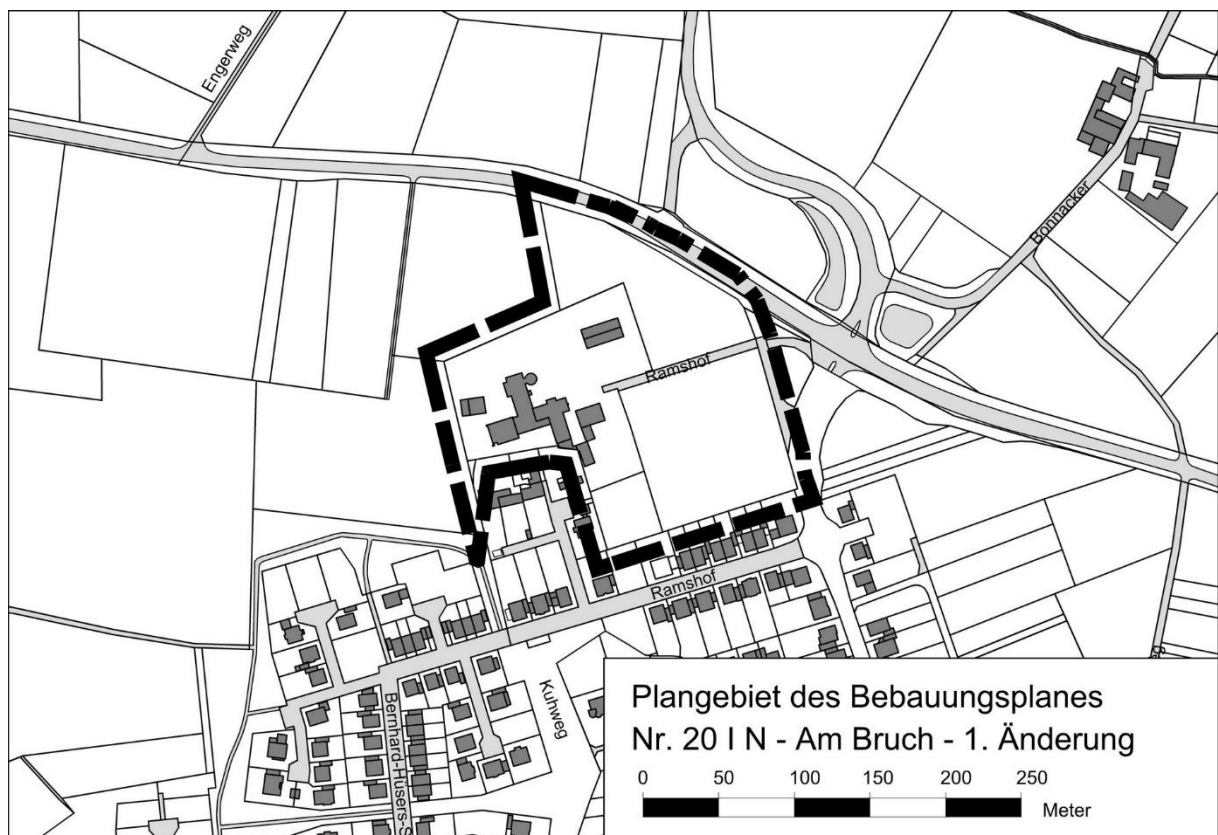 Engerweg
Bonnacker
Ramshof
Ramshof
Kuhweg
Bernhard-Hüsers-S
Plangebiet des Bebauungsplanes
Nr. 20 I N - Am Bruch - 1. Änderung
0 50 100 150 200 250
Meter